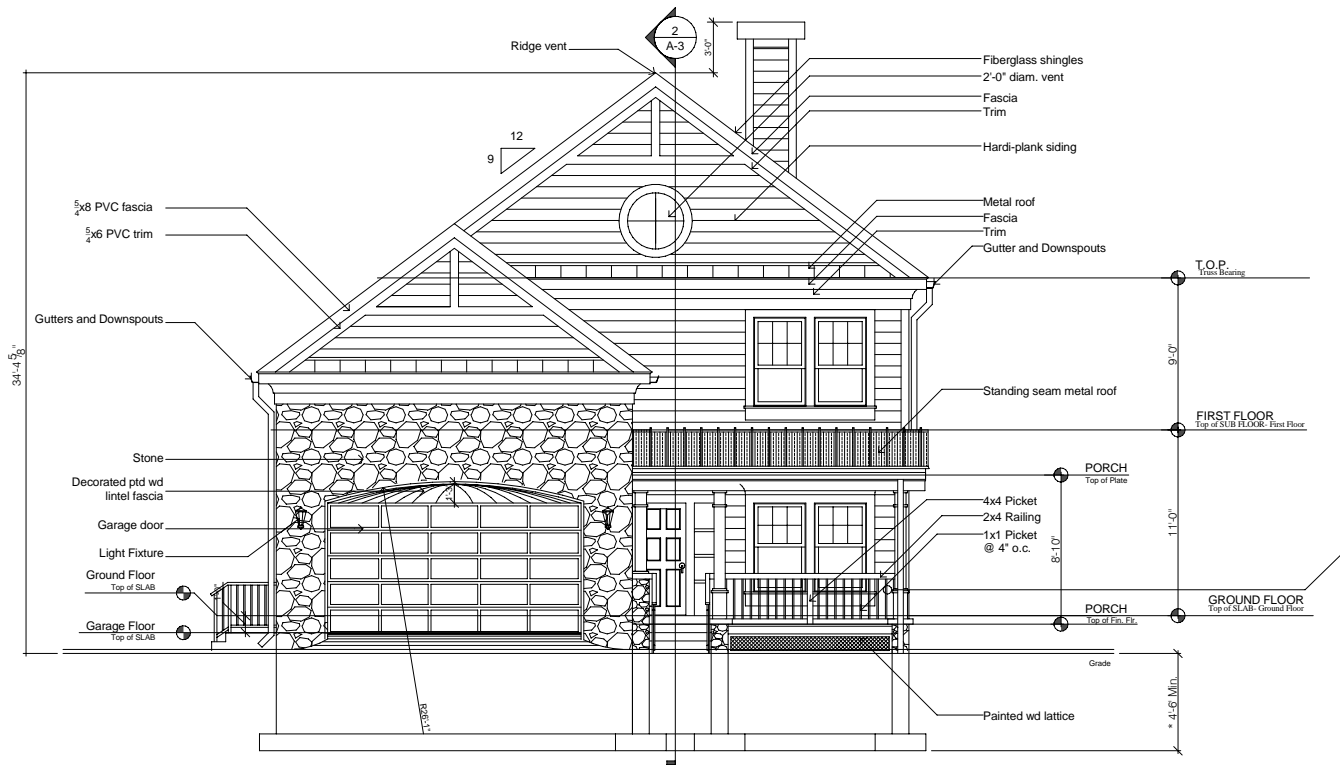 2
A-3
3'-0"
Ridge vent
Fiberglass shingles
2'-0" diam. vent
Fascia
Trim
12
9
Hardi-plank siding
5/4x8 PVC fascia
5/4x6 PVC trim
Metal roof
Fascia
Trim
Gutter and Downspouts
T.O.P.
Truss Bearing
Gutters and Downspouts
34'-4 5/8"
9'-0"
Standing seam metal roof
FIRST FLOOR
Top of SUB FLOOR- First Floor
Stone
PORCH
Top of Plate
Decorated ptd wd
lintel fascia
4x4 Picket
2x4 Railing
1x1 Picket
@ 4" o.c.
Garage door
Light Fixture
8'-10"
11'-0"
Ground Floor
Top of SLAB
GROUND FLOOR
Top of SLAB- Ground Floor
PORCH
Top of Fin. Flr.
Garage Floor
Top of SLAB
Grade
R26'-1"
* 4'-6' Min.
Painted wd lattice